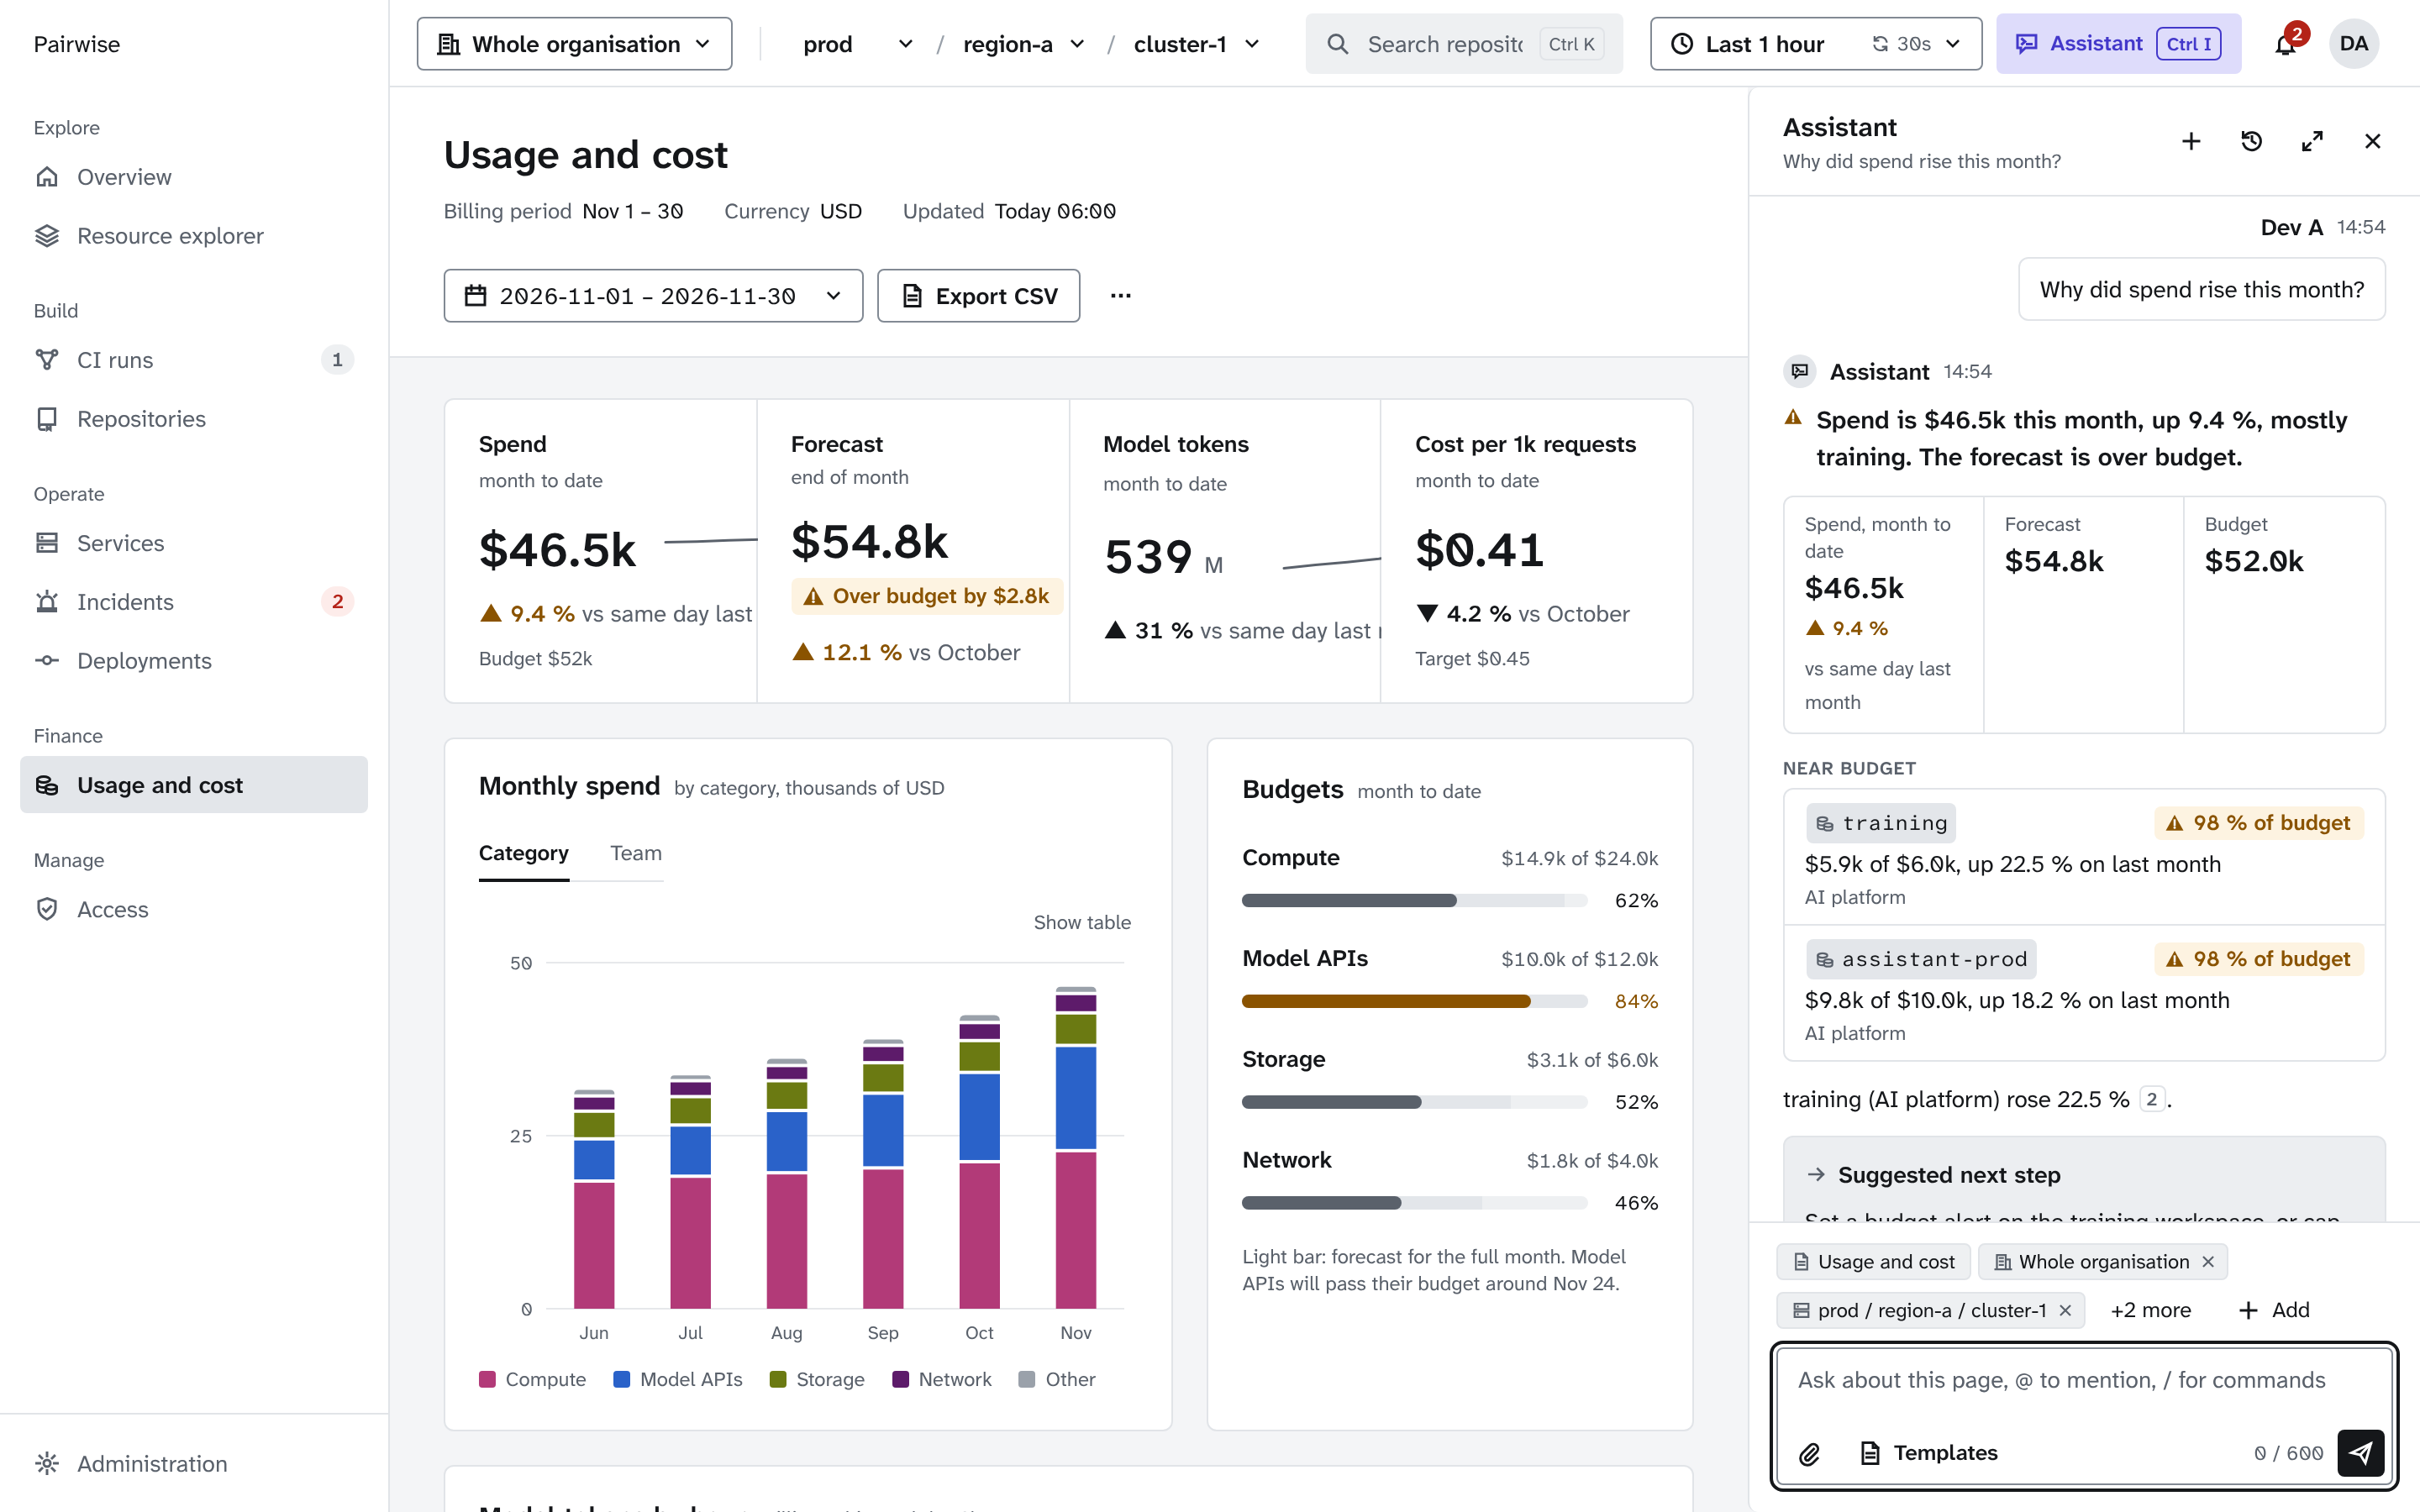 Pairwise
Whole organisation
prod / region-a / cluster-1
Search reposito
Ctrl K
Last 1 hour
30s
Assistant
Ctrl I
2
DA
Explore
Overview
Resource explorer
Build
CI runs
1
Repositories
Operate
Services
Incidents
2
Deployments
Finance
Usage and cost
Manage
Access
Administration
Usage and cost
Billing period Nov 1 – 30
Currency USD
Updated Today 06:00
2026-11-01 – 2026-11-30
Export CSV
Spend
month to date
$46.5k
9.4 % vs same day last
Budget $52k
Forecast
end of month
$54.8k
Over budget by $2.8k
12.1 % vs October
Model tokens
month to date
539 M
31 % vs same day last
Cost per 1k requests
month to date
$0.41
4.2 % vs October
Target $0.45
Monthly spend by category, thousands of USD
Category
Team
Show table
50
25
0
Jun
Jul
Aug
Sep
Oct
Nov
Compute
Model APIs
Storage
Network
Other
Budgets month to date
Compute
$14.9k of $24.0k
62%
Model APIs
$10.0k of $12.0k
84%
Storage
$3.1k of $6.0k
52%
Network
$1.8k of $4.0k
46%
Light bar: forecast for the full month. Model
APIs will pass their budget around Nov 24.
Assistant
Why did spend rise this month?
Dev A 14:54
Why did spend rise this month?
Assistant 14:54
Spend is $46.5k this month, up 9.4 %, mostly
training. The forecast is over budget.
Spend, month to
date
$46.5k
9.4 %
vs same day last
month
Forecast
$54.8k
Budget
$52.0k
NEAR BUDGET
training
98 % of budget
$5.9k of $6.0k, up 22.5 % on last month
AI platform
assistant-prod
98 % of budget
$9.8k of $10.0k, up 18.2 % on last month
AI platform
training (AI platform) rose 22.5 % 2 .
Suggested next step
Set a budget alert on the training workspace, or cap
Usage and cost
Whole organisation
prod / region-a / cluster-1
+2 more
Add
Ask about this page, @ to mention, / for commands
Templates
0 / 600